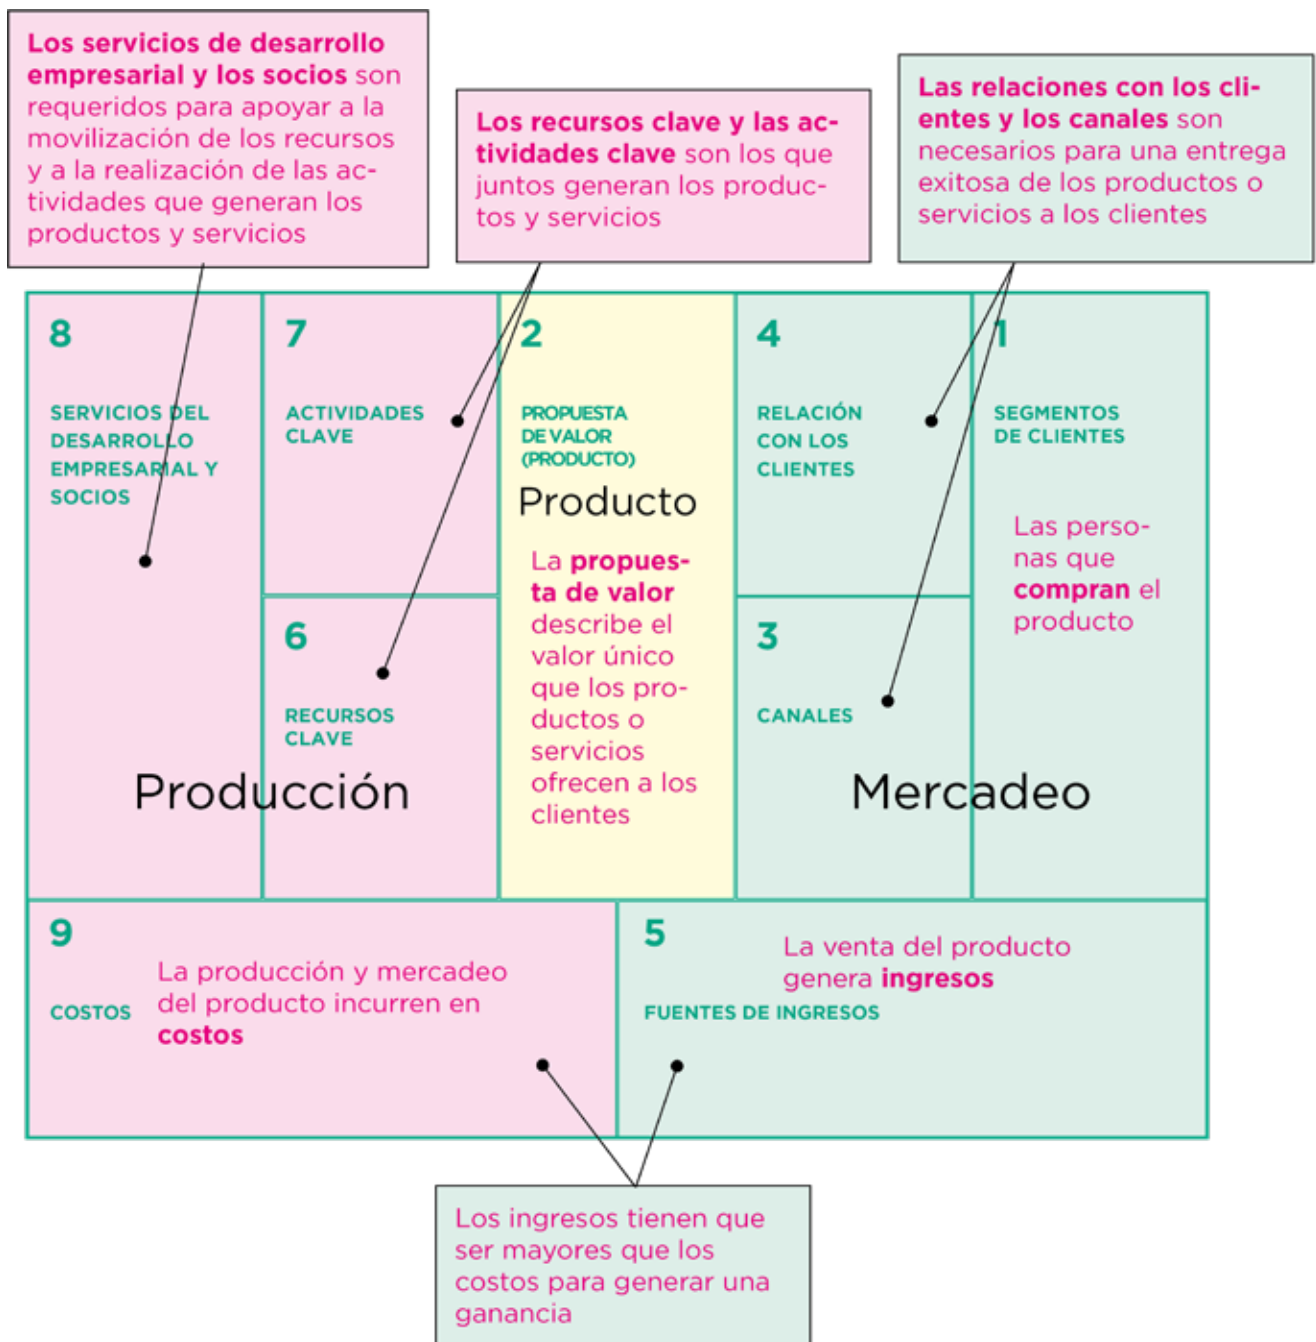 Los servicios de desarrollo
empresarial y los socios son
requeridos para apoyar a la
movilización de los recursos
y a la realización de las ac-
tividades que generan los
productos y servicios
Los recursos clave y las ac-
tividades clave son los que
juntos generan los produc-
tos y servicios
Las relaciones con los cli-
entes y los canales son
necesarios para una entrega
exitosa de los productos o
servicios a los clientes
8
SERVICIOS DEL
DESARROLLO
EMPRESARIAL Y
SOCIOS
7
ACTIVIDADES
CLAVE
6
RECURSOS
CLAVE
Producción
2
PROPUESTA
DE VALOR
(PRODUCTO)
Producto
La propues-
ta de valor
describe el
valor único
que los pro-
ductos o
servicios
ofrecen a los
clientes
4
RELACIÓN
CON LOS
CLIENTES
3
CANALES
1
SEGMENTOS
DE CLIENTES
Las perso-
nas que
compran el
producto
Mercadeo
9
COSTOS
La producción y mercadeo
del producto incurren en
costos
5
FUENTES DE INGRESOS
La venta del producto
genera ingresos
Los ingresos tienen que
ser mayores que los
costos para generar una
ganancia